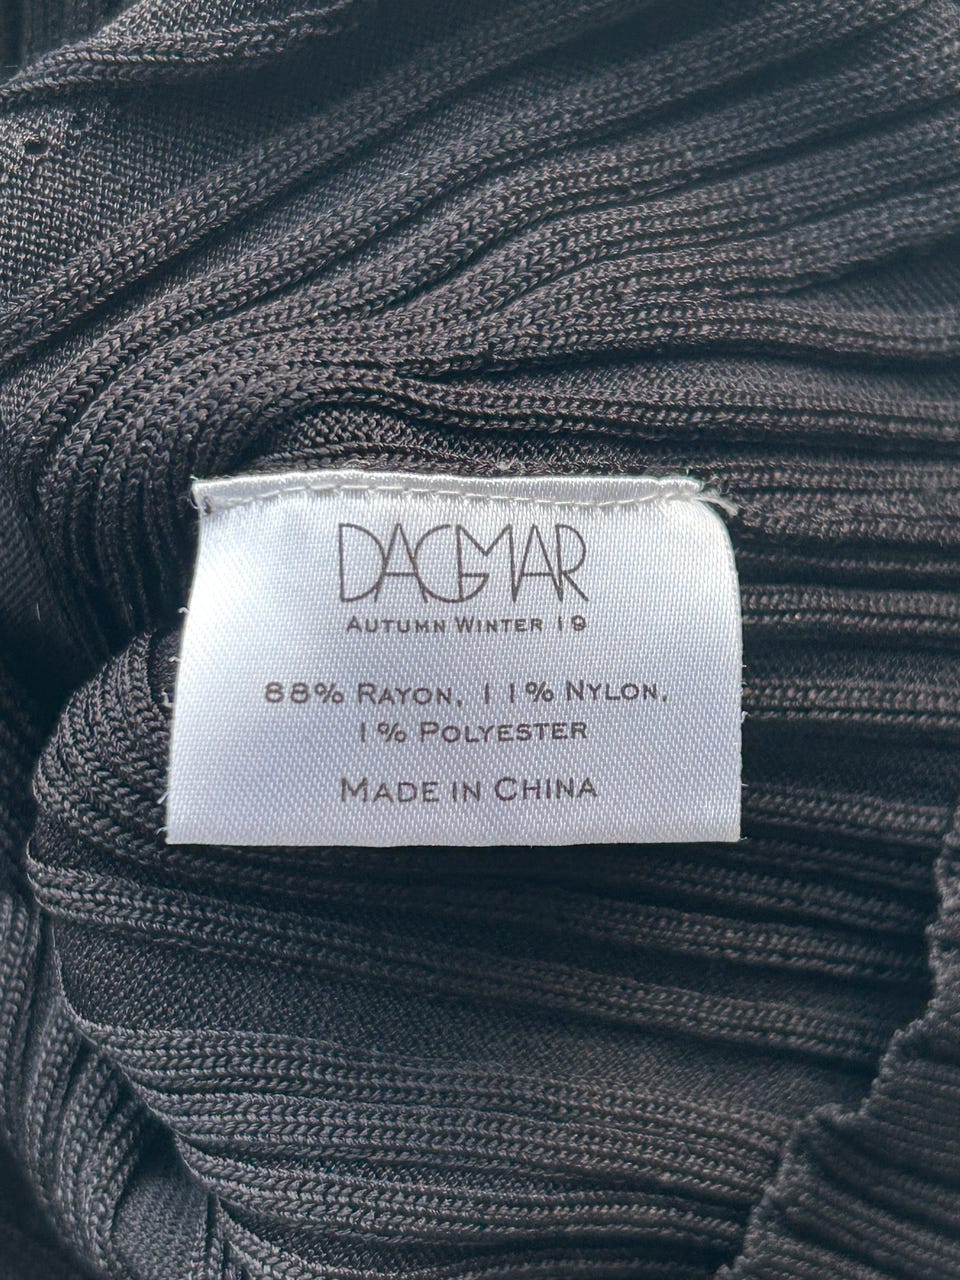 DAGMAR
AUTUMN WINTER 19
88% RAYON, 11% NYLON,
1% POLYESTER
MADE IN CHINA